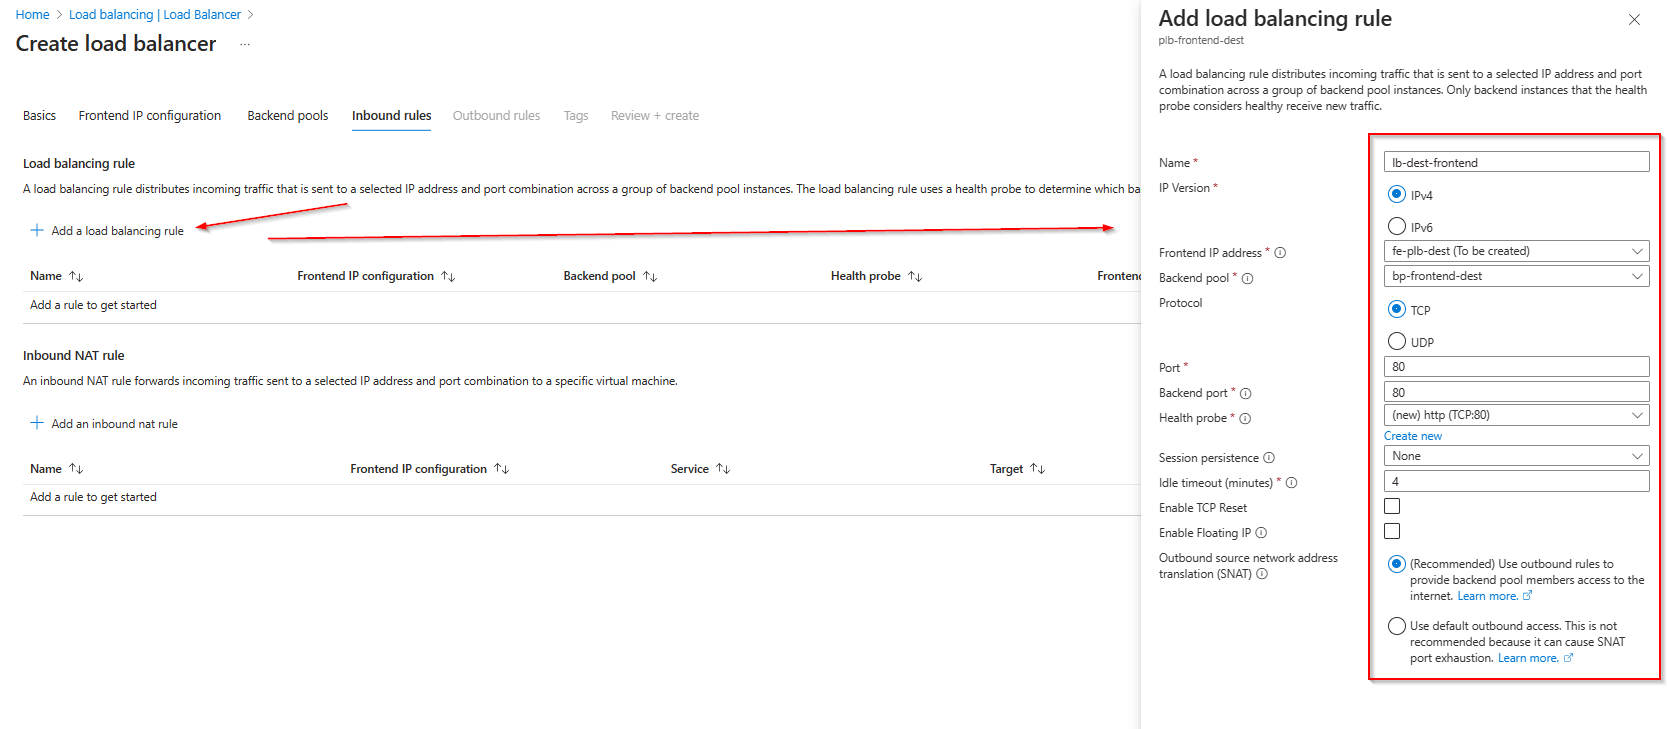 Home > Load balancing | Load Balancer >
Create load balancer ...
Basics Frontend IP configuration Backend pools Inbound rules Outbound rules Tags Review + create
Load balancing rule
A load balancing rule distributes incoming traffic that is sent to a selected IP address and port combination across a group of backend pool instances. The load balancing rule uses a health probe to determine which ba
+ Add a load balancing rule
Name ↑↓ Frontend IP configuration ↑↓ Backend pool ↑↓ Health probe ↑↓ Frontend
Add a rule to get started
Inbound NAT rule
An inbound NAT rule forwards incoming traffic sent to a selected IP address and port combination to a specific virtual machine.
+ Add an inbound nat rule
Name ↑↓ Frontend IP configuration ↑↓ Service ↑↓ Target ↑↓
Add a rule to get started
Add load balancing rule
plb-frontend-dest
A load balancing rule distributes incoming traffic that is sent to a selected IP address and port
combination across a group of backend pool instances. Only backend instances that the health
probe considers healthy receive new traffic.
Name * lb-dest-frontend
IP Version * IPv4
IPv6
Frontend IP address * fe-plb-dest (To be created)
Backend pool * bp-frontend-dest
Protocol TCP
UDP
Port * 80
Backend port * 80
Health probe * (new) http (TCP:80)
Create new
Session persistence None
Idle timeout (minutes) * 4
Enable TCP Reset
Enable Floating IP
Outbound source network address
translation (SNAT)
(Recommended) Use outbound rules to
provide backend pool members access to the
internet. Learn more.
Use default outbound access. This is not
recommended because it can cause SNAT
port exhaustion. Learn more.